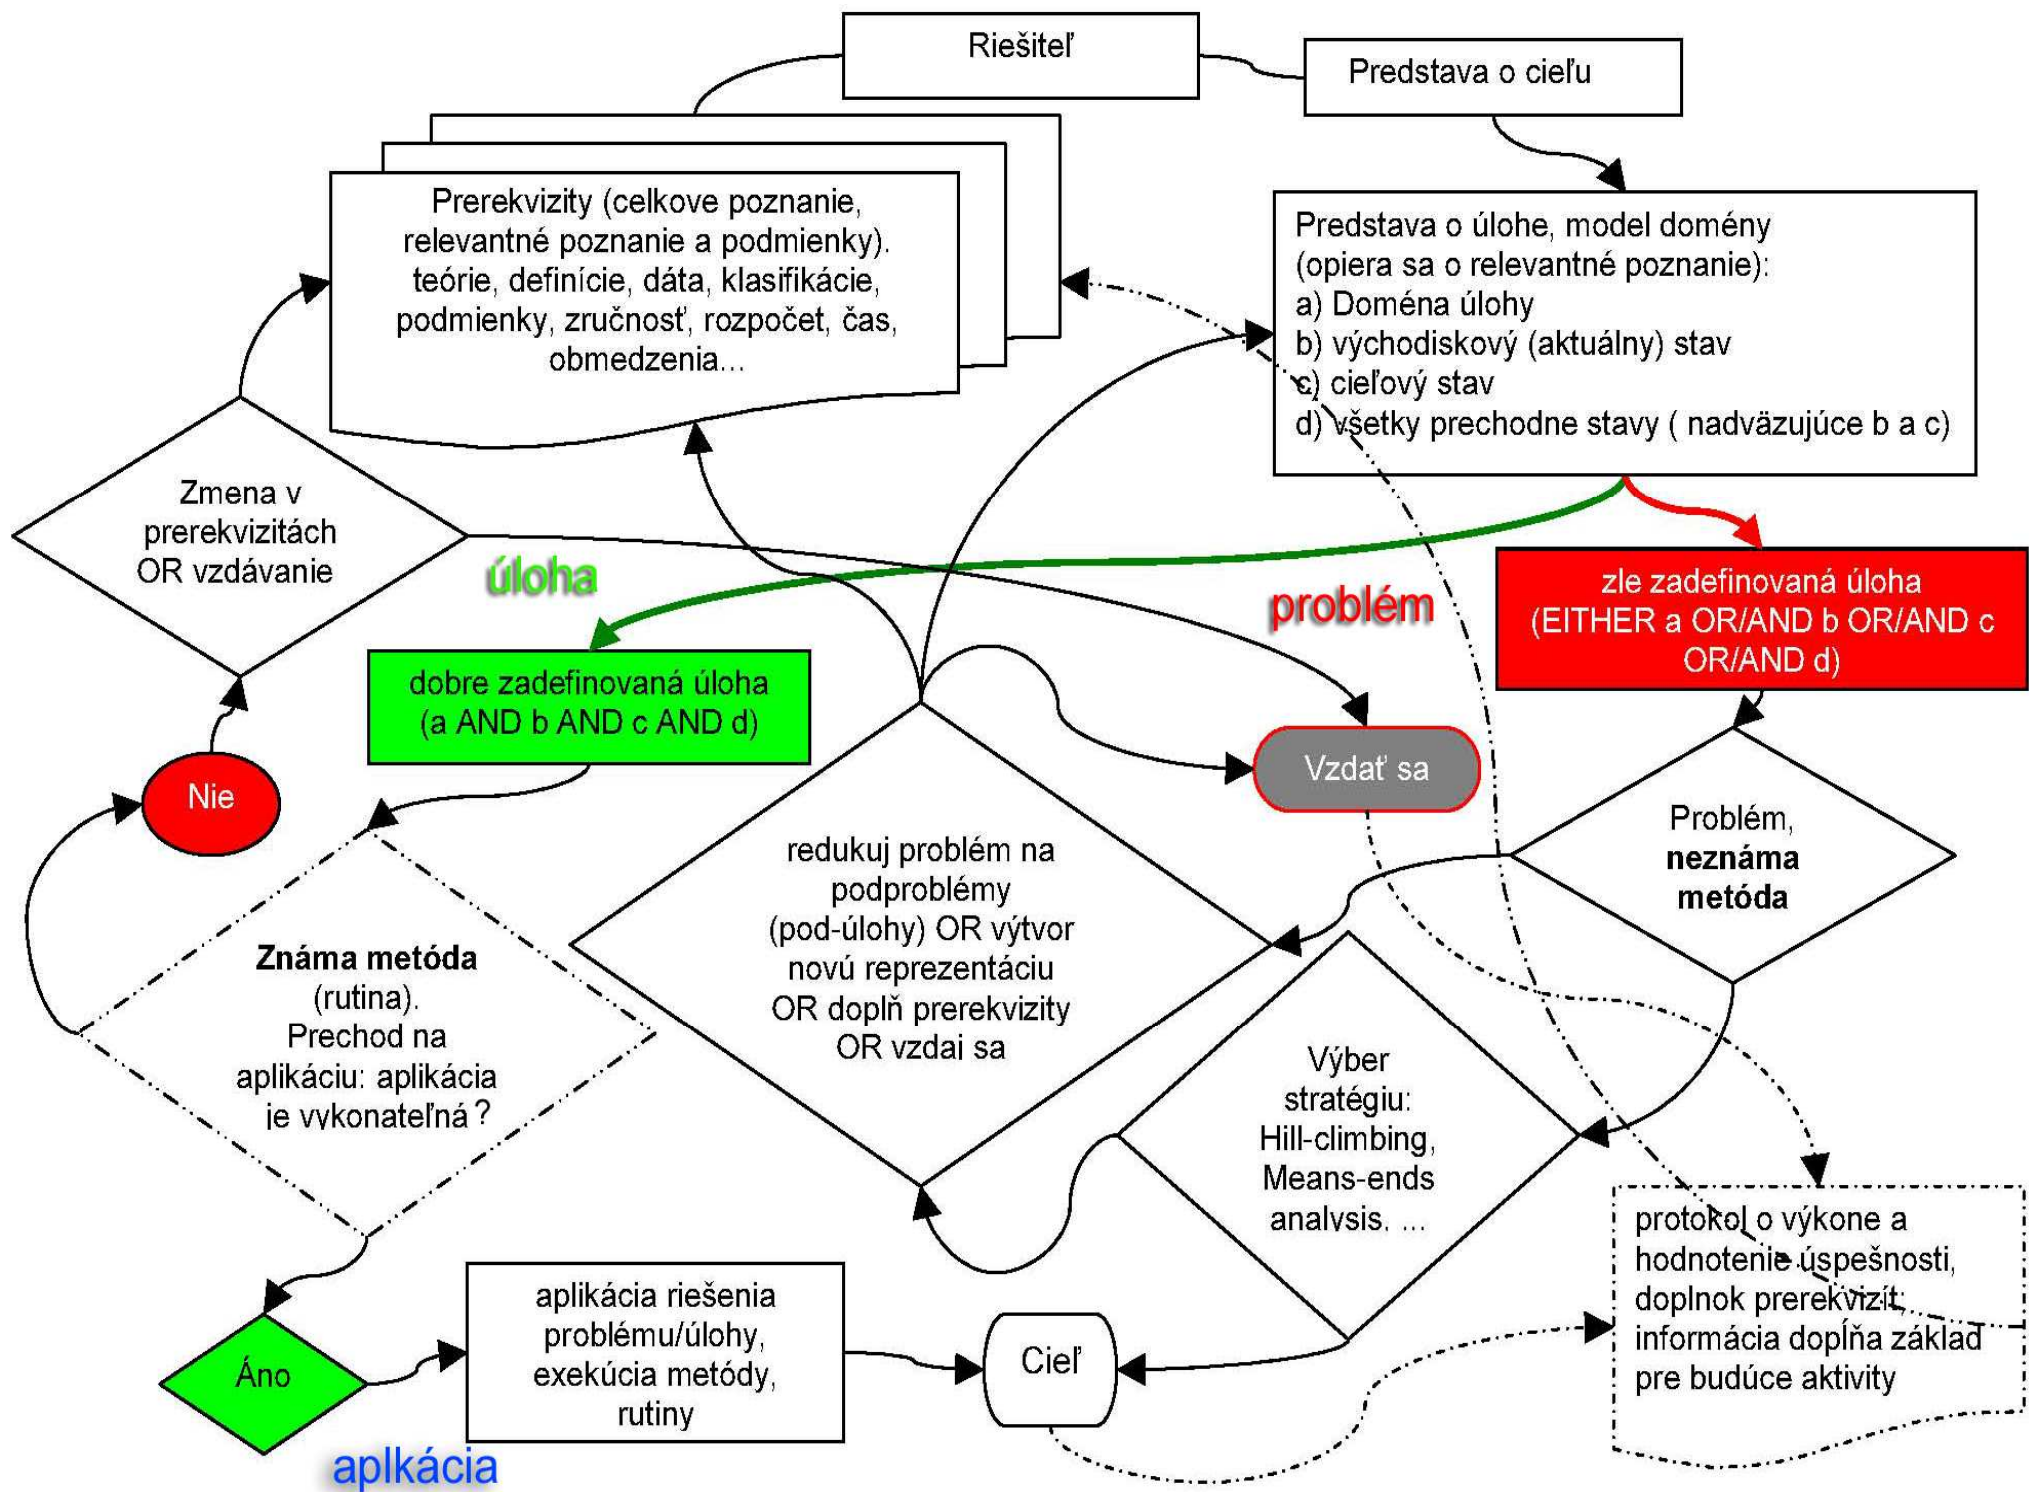 Riešiteľ
Predstava o cieľu
Prerekvizity (celkove poznanie,
relevantné poznanie a podmienky).
teórie, definície, dáta, klasifikácie,
podmienky, zručnosť, rozpočet, čas,
obmedzenia...
Predstava o úlohe, model domény
(opiera sa o relevantné poznanie):
a) Doména úlohy
b) východiskový (aktuálny) stav
c) cieľový stav
d) všetky prechodne stavy ( nadväzujúce b a c)
Zmena v
prerekvizitách
OR vzdávanie
úloha
problém
zle zadefinovaná úloha
(EITHER a OR/AND b OR/AND c
OR/AND d)
dobre zadefinovaná úloha
(a AND b AND c AND d)
Nie
Vzdať sa
Problém,
neznáma
metóda
redukuj problém na
podproblémy
(pod-úlohy) OR výtvor
novú reprezentáciu
OR doplň prerekvizity
OR vzdai sa
Známa metóda
(rutina).
Prechod na
aplikáciu: aplikácia
je vykonateľná?
Výber
stratégiu:
Hill-climbing,
Means-ends
analvsis. ...
protokol o výkone a
hodnotenie úspešnosti,
doplnok prerekvizít;
informácia dopĺňa základ
pre budúce aktivity
Áno
aplikácia riešenia
problému/úlohy,
exekúcia metódy,
rutiny
Cieľ
aplkácia